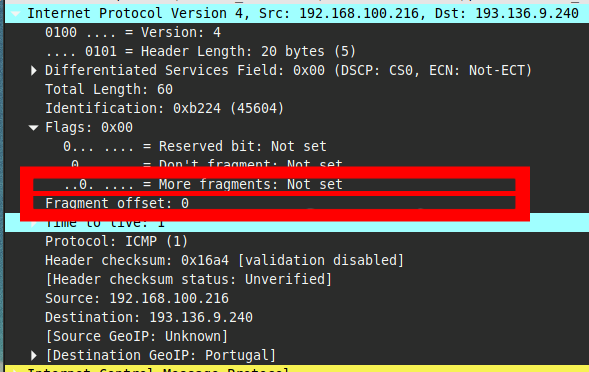 Internet Protocol Version 4, Src: 192.168.100.216, Dst: 193.136.9.240
0100 .... = Version: 4
.... 0101 = Header Length: 20 bytes (5)
Differentiated Services Field: 0x00 (DSCP: CS0, ECN: Not-ECT)
Total Length: 60
Identification: 0xb224 (45604)
Flags: 0x00
0... .... = Reserved bit: Not set
.0.. .... = Don't fragment: Not set
..0. .... = More fragments: Not set
Fragment offset: 0
Time to live: 1
Protocol: ICMP (1)
Header checksum: 0x16a4 [validation disabled]
[Header checksum status: Unverified]
Source: 192.168.100.216
Destination: 193.136.9.240
[Source GeoIP: Unknown]
[Destination GeoIP: Portugal]
Internet Control Message Protocol